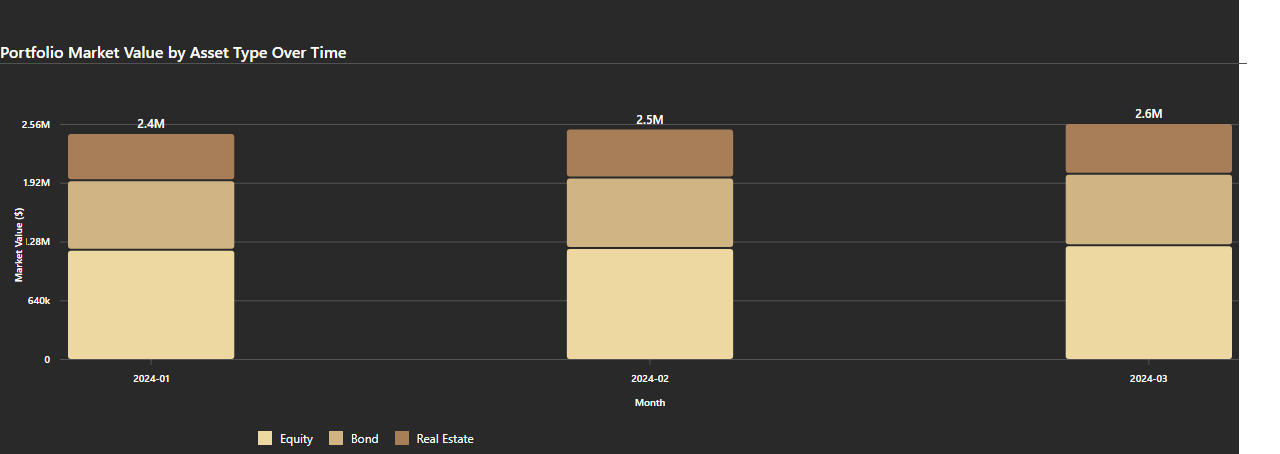 Portfolio Market Value by Asset Type Over Time
2.4M
2.5M
2.6M
2.56M
1.92M
1.28M
640k
0
Market Value ($)
2024-01
2024-02
2024-03
Month
Equity
Bond
Real Estate